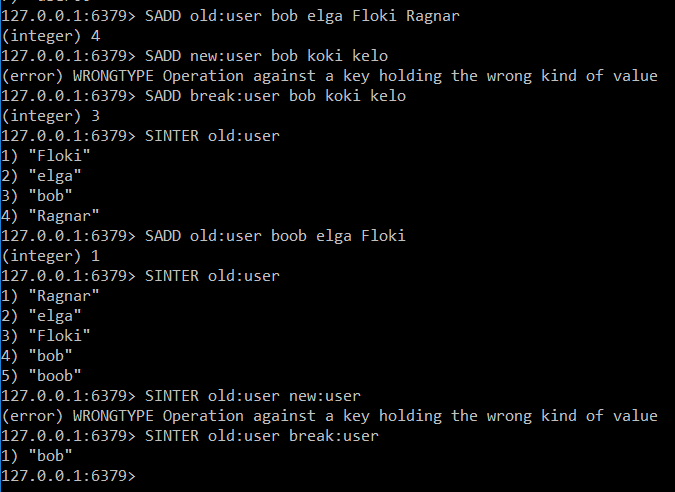 127.0.0.1:6379> SADD old:user bob elga Floki Ragnar
(integer) 4
127.0.0.1:6379> SADD new:user bob koki kelo
(error) WRONGTYPE Operation against a key holding the wrong kind of value
127.0.0.1:6379> SADD break:user bob koki kelo
(integer) 3
127.0.0.1:6379> SINTER old:user
1) "Floki"
2) "elga"
3) "bob"
4) "Ragnar"
127.0.0.1:6379> SADD old:user boob elga Floki
(integer) 1
127.0.0.1:6379> SINTER old:user
1) "Ragnar"
2) "elga"
3) "Floki"
4) "bob"
5) "boob"
127.0.0.1:6379> SINTER old:user new:user
(error) WRONGTYPE Operation against a key holding the wrong kind of value
127.0.0.1:6379> SINTER old:user break:user
1) "bob"
127.0.0.1:6379>